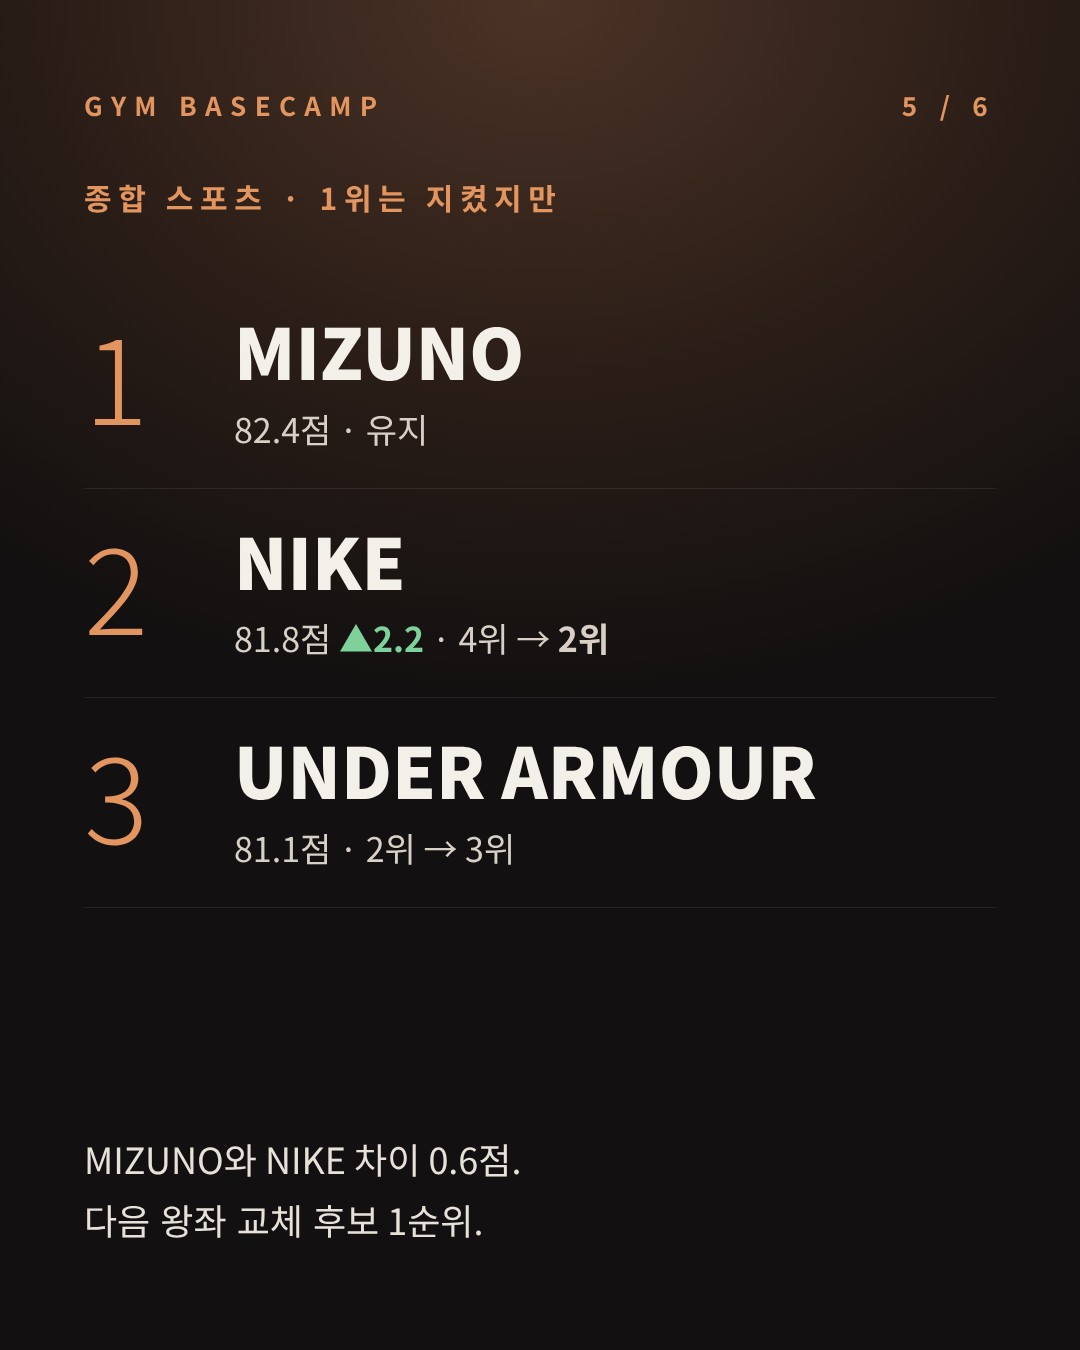 GYM BASECAMP
5 / 6
종합 스포츠 · 1위는 지켰지만
1
MIZUNO
82.4점 · 유지
2
NIKE
81.8점 ▲2.2 · 4위 → 2위
3
UNDER ARMOUR
81.1점 · 2위 → 3위
MIZUNO와 NIKE 차이 0.6점.
다음 왕좌 교체 후보 1순위.